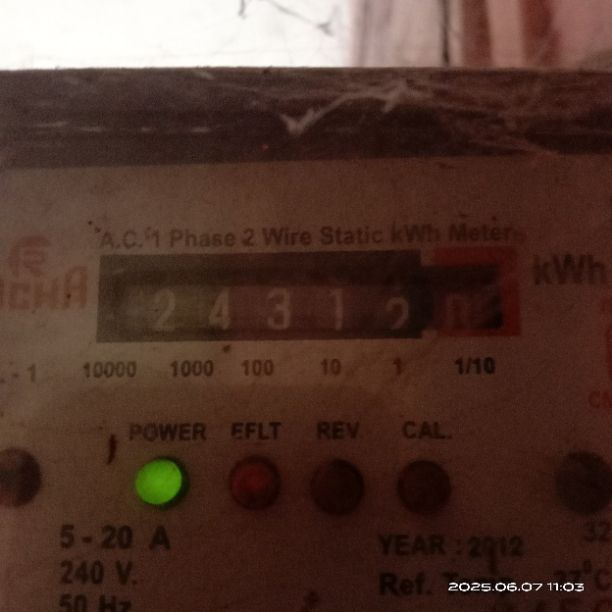 A.C. 1 Phase 2 Wire Static kWh Meter
kWh
2 4 3 1
10000 1000 100 10 1 1/10
POWER EFLT REV CAL.
5 - 20 A
YEAR : 2012
240 V.
Ref.
50 Hz
2025.06.07 11:03